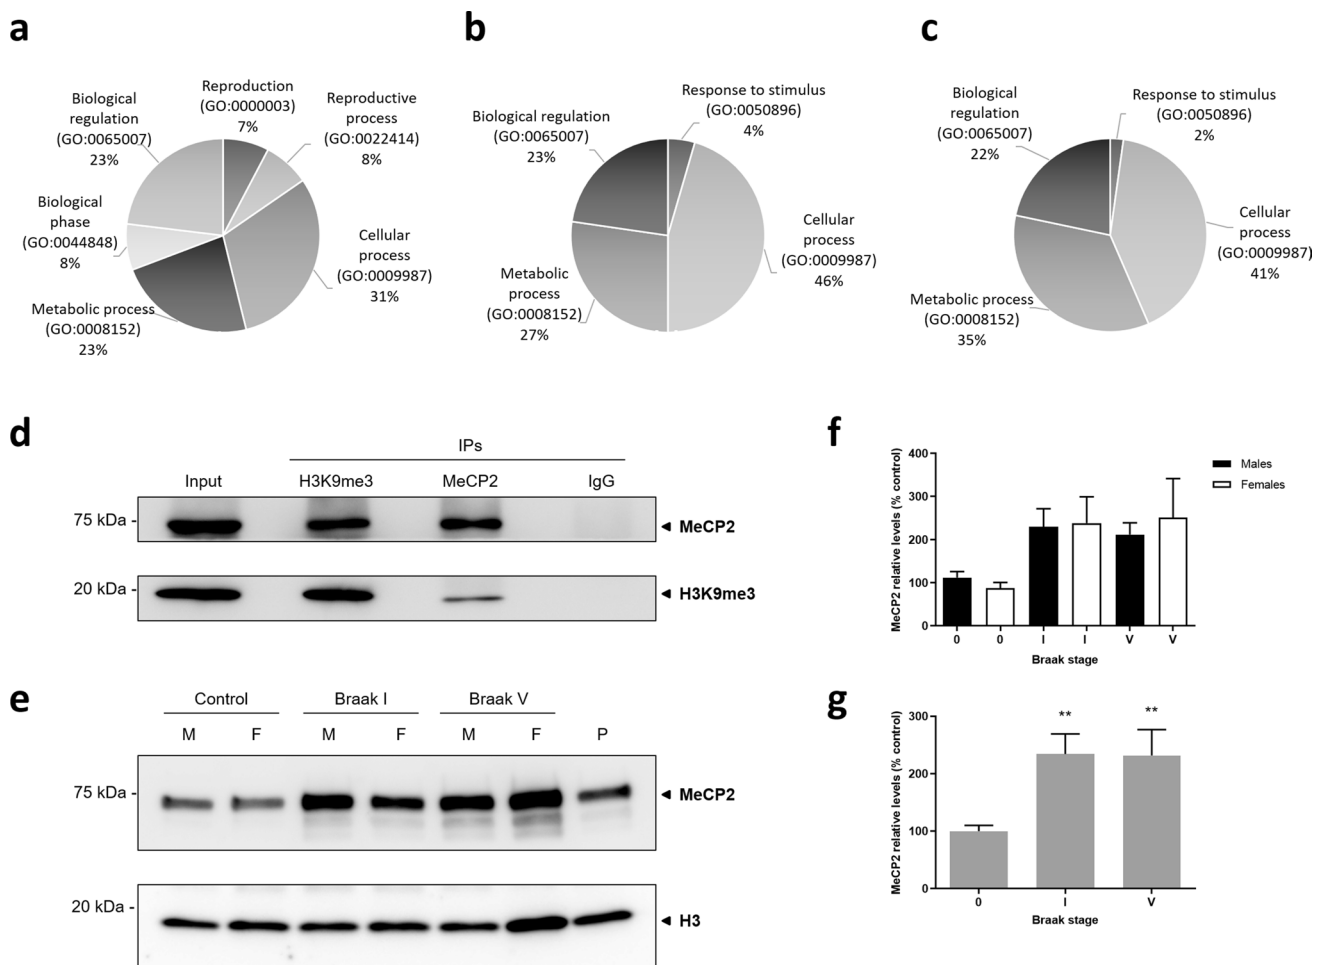 a
Reproduction
(GO:0000003)
7%
Reproductive
process
(GO:0022414)
8%
Cellular
process
(GO:0009987)
31%
Metabolic process
(GO:0008152)
23%
Biological
phase
(GO:0044848)
8%
Biological
regulation
(GO:0065007)
23%
b
Response to stimulus
(GO:0050896)
4%
Cellular
process
(GO:0009987)
46%
Metabolic
process
(GO:0008152)
27%
Biological regulation
(GO:0065007)
23%
c
Response to stimulus
(GO:0050896)
2%
Cellular
process
(GO:0009987)
41%
Metabolic process
(GO:0008152)
35%
Biological
regulation
(GO:0065007)
22%
d
IPs
Input H3K9me3 MeCP2 IgG
75 kDa - MeCP2
20 kDa - H3K9me3
e
Control Braak I Braak V
M F M F M F P
75 kDa - MeCP2
20 kDa - H3
f
MeCP2 relative levels (% control)
400
300
200
100
0
0 0 I I V V
Braak stage
Males
Females
g
MeCP2 relative levels (% control)
300
200
100
0
** **
0 I V
Braak stage